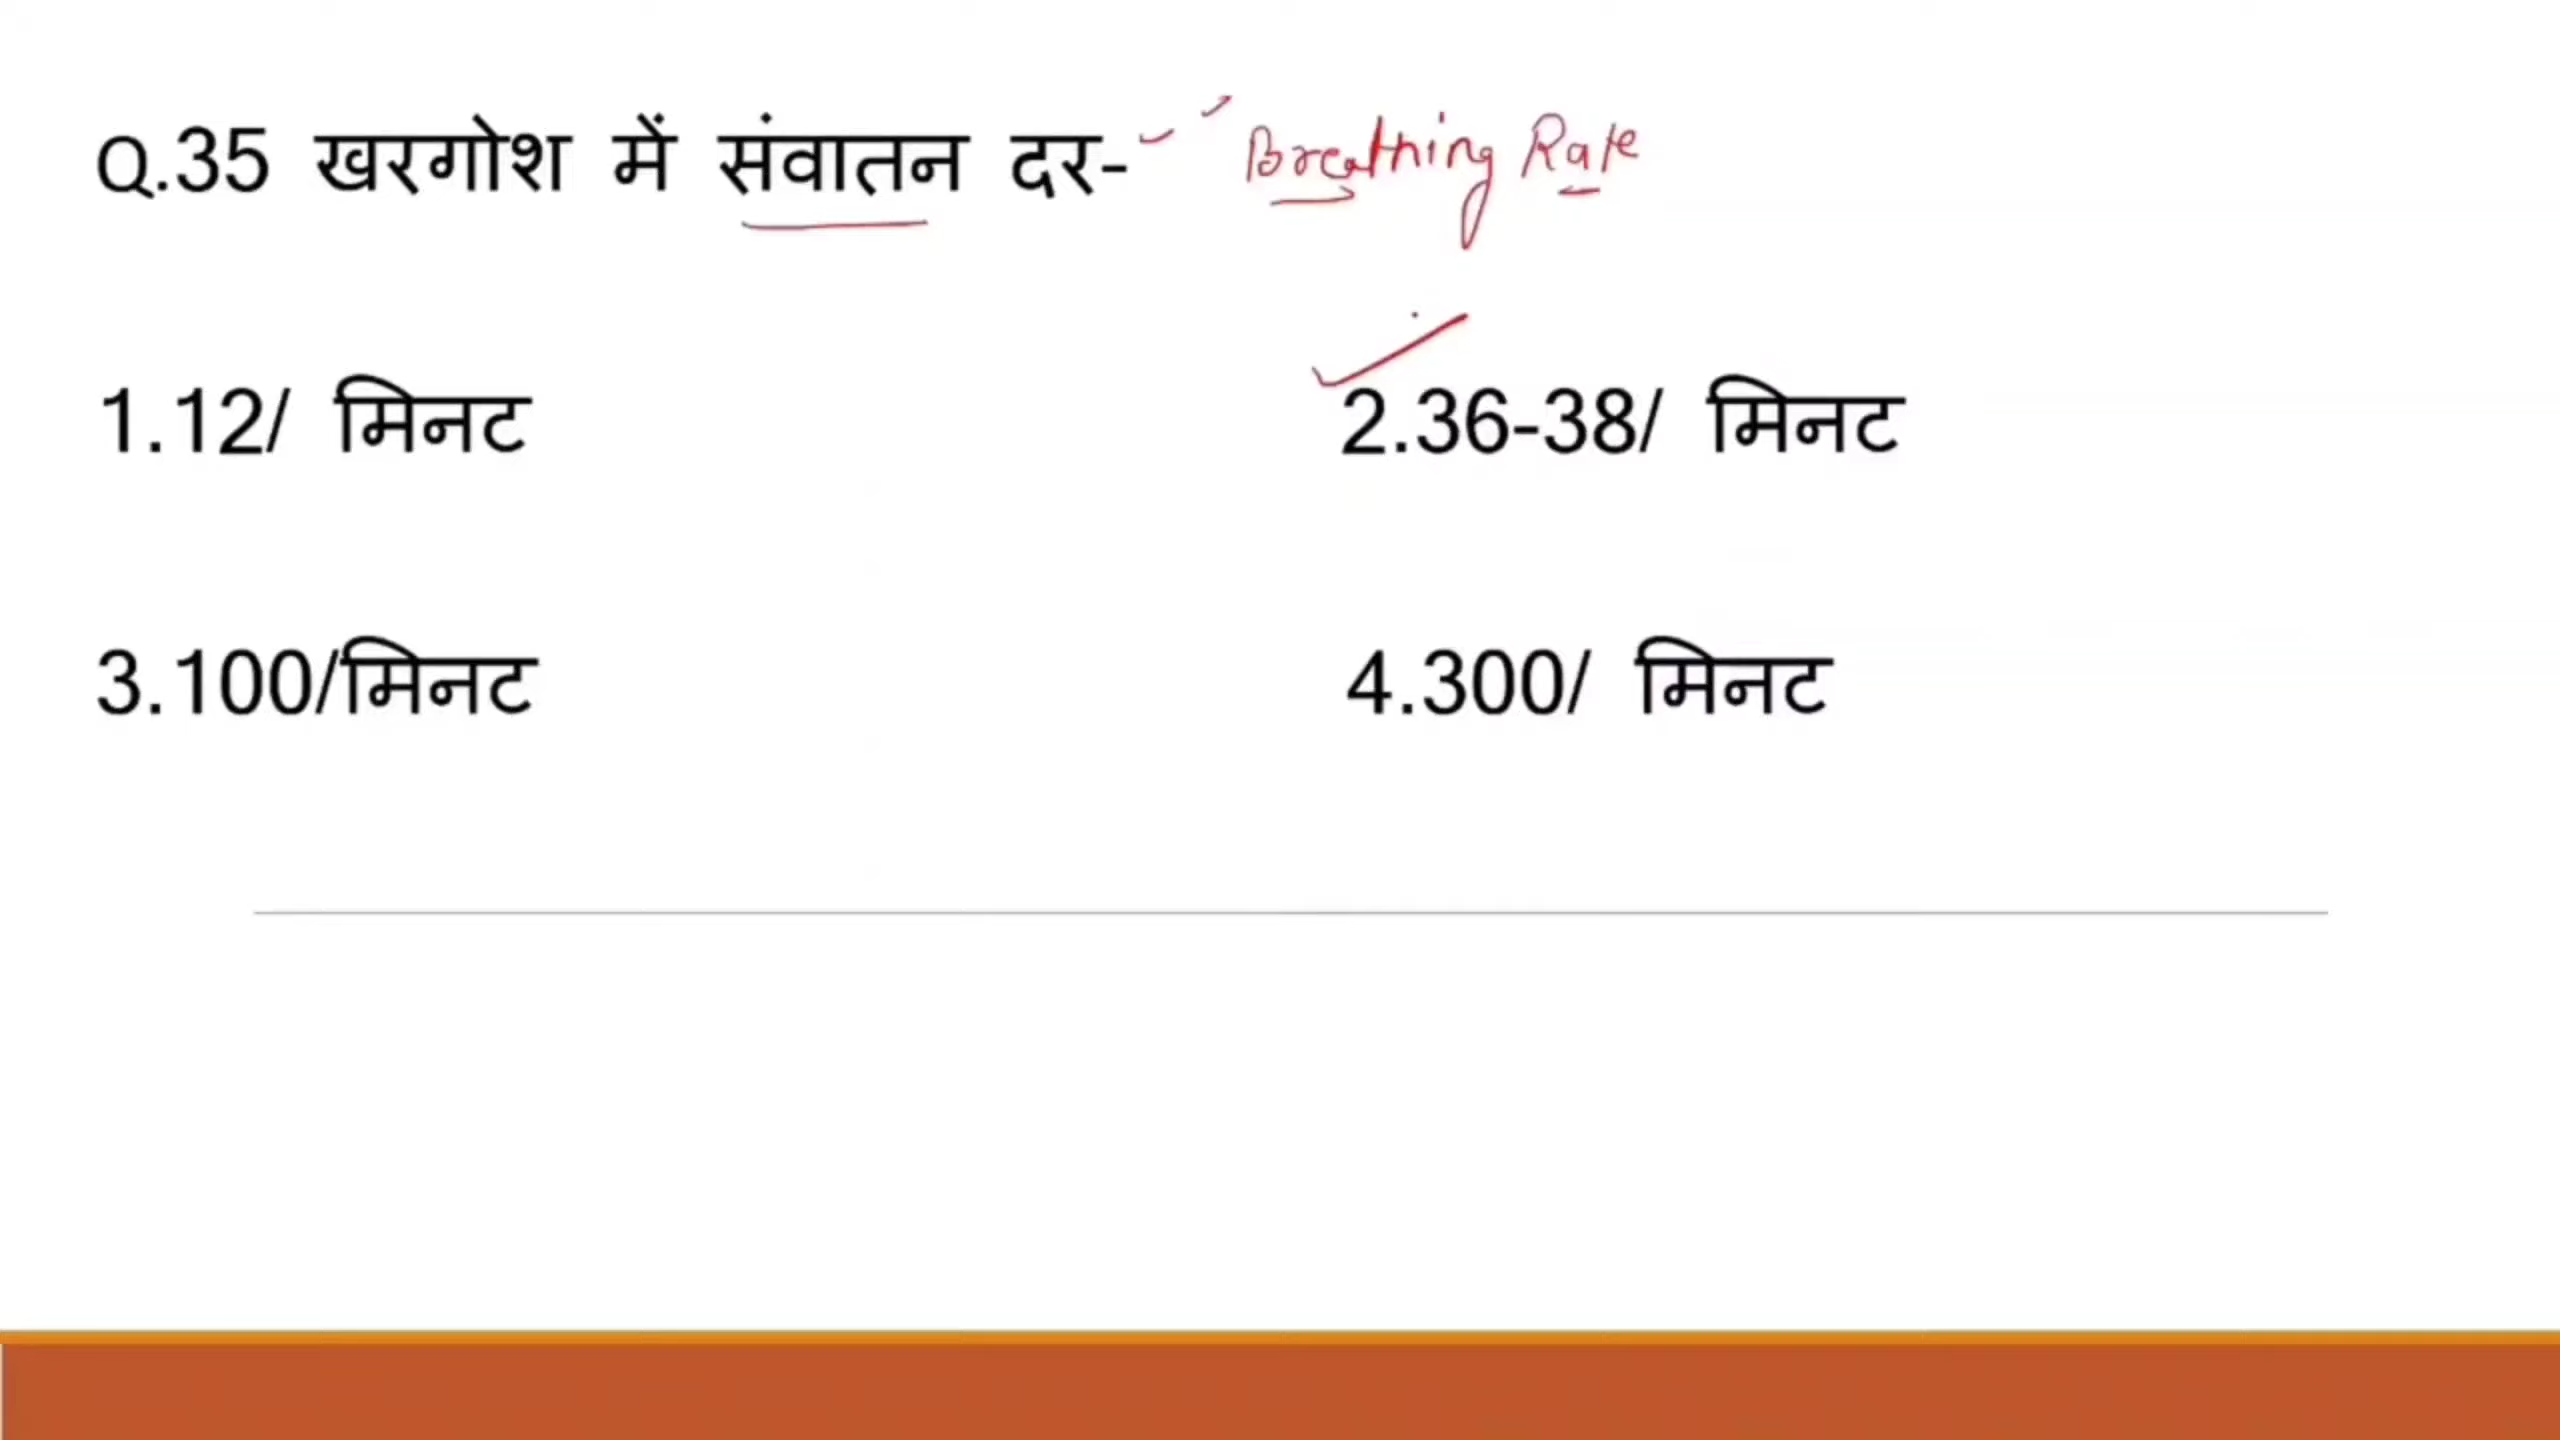 Q.35 खरगोश में संवातन दर- Breathing Rate
1.12/ मिनट 2.36-38/ मिनट
3.100/मिनट 4.300/ मिनट